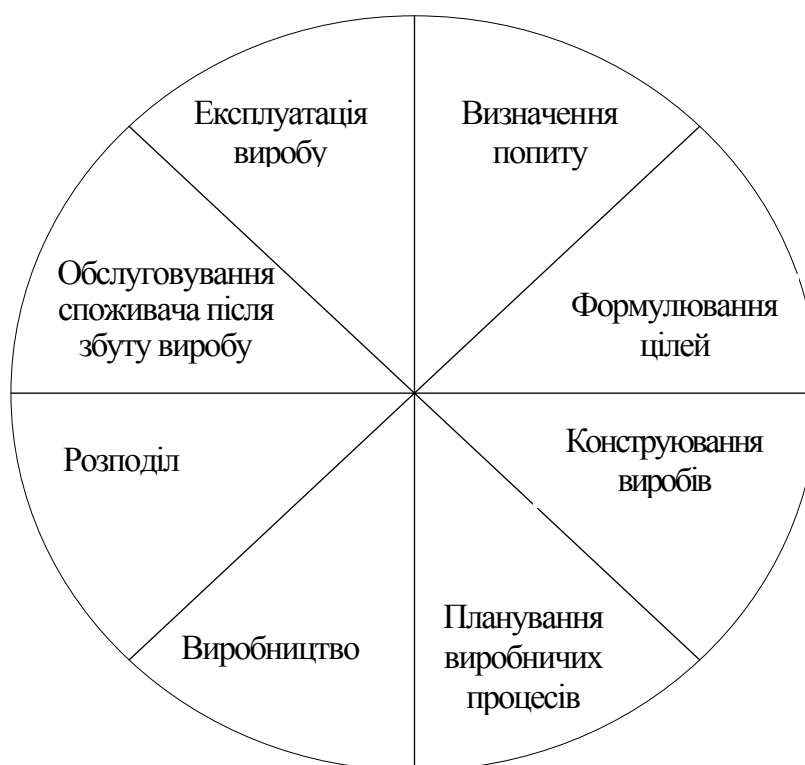 Експлуатація
виробу
Визначення
попиту
Обслуговування
споживача після
збуту виробу
Формулювання
цілей
Розподіл
Конструювання
виробів
Виробництво
Планування
виробничих
процесів